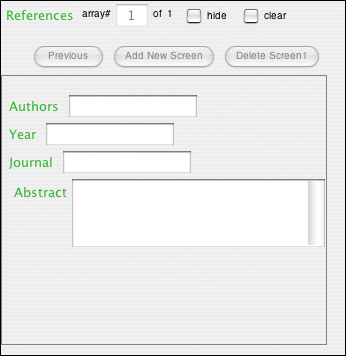 References array# 1 of 1 hide clear
Previous Add New Screen Delete Screen1
Authors
Year
Journal
Abstract